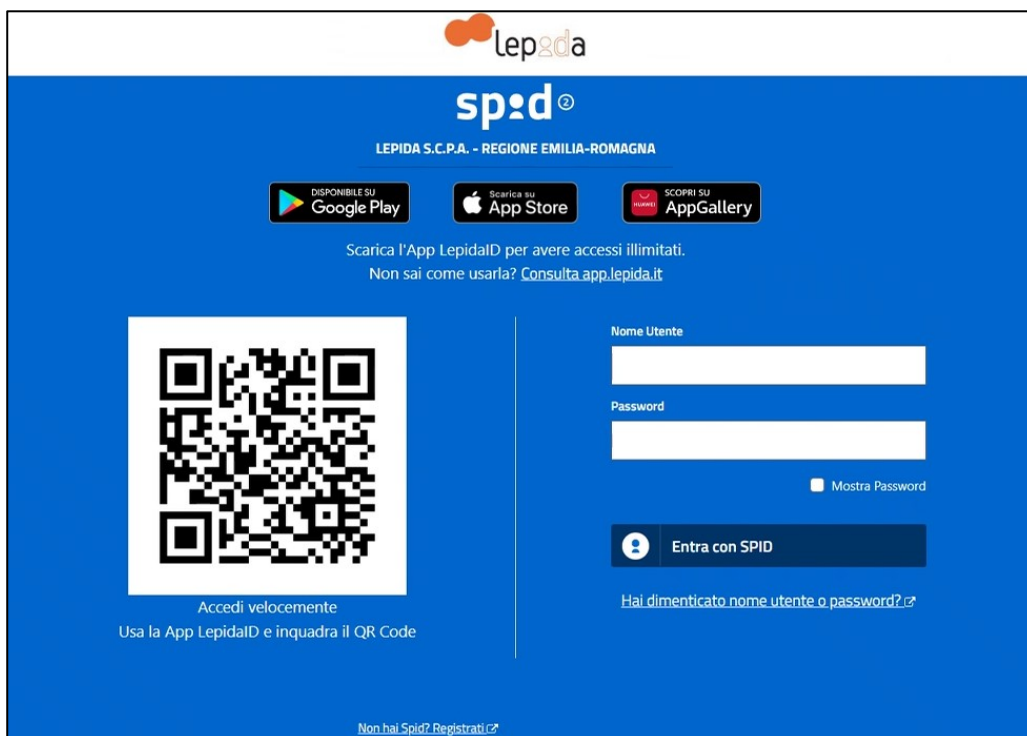 lepida
spid 2
LEPIDA S.C.P.A. - REGIONE EMILIA-ROMAGNA
DISPONIBILE SU
Google Play
Scarica su
App Store
HUAWEI
SCOPRI SU
AppGallery
Scarica l'App LepidaID per avere accessi illimitati.
Non sai come usarla? Consulta app.lepida.it
Accedi velocemente
Usa la App LepidaID e inquadra il QR Code
Nome Utente
Password
Mostra Password
Entra con SPID
Hai dimenticato nome utente o password?
Non hai Spid? Registrati